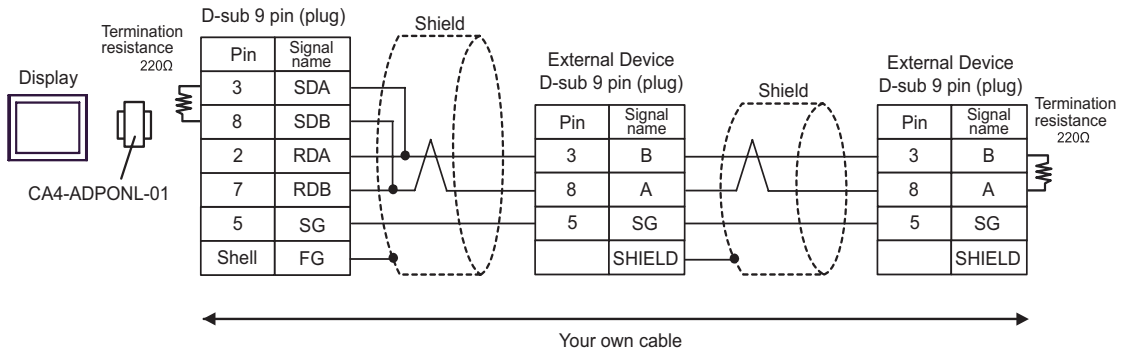 D-sub 9 pin (plug)
Termination
resistance
220Ω
Display
CA4-ADPONL-01
Pin Signal name
3 SDA
8 SDB
2 RDA
7 RDB
5 SG
Shell FG
Shield
External Device
D-sub 9 pin (plug)
Pin Signal name
3 B
8 A
5 SG
SHIELD
Shield
External Device
D-sub 9 pin (plug)
Pin Signal name
3 B
8 A
5 SG
SHIELD
Termination
resistance
220Ω
Your own cable